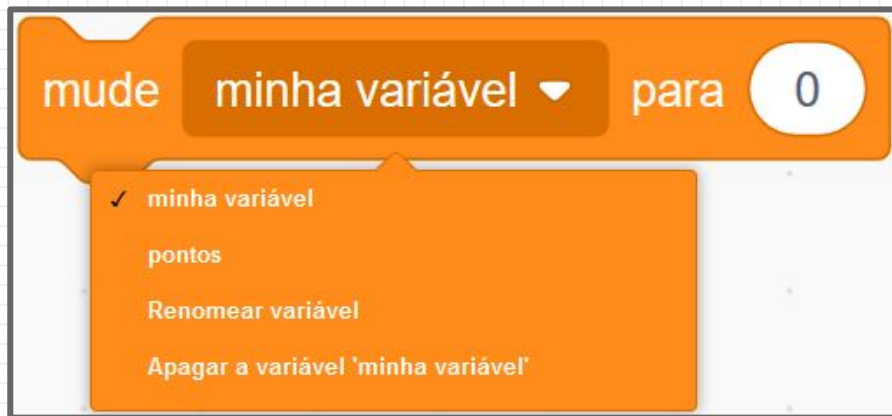 mude minha variável para 0
minha variável
pontos
Renomear variável
Apagar a variável 'minha variável'